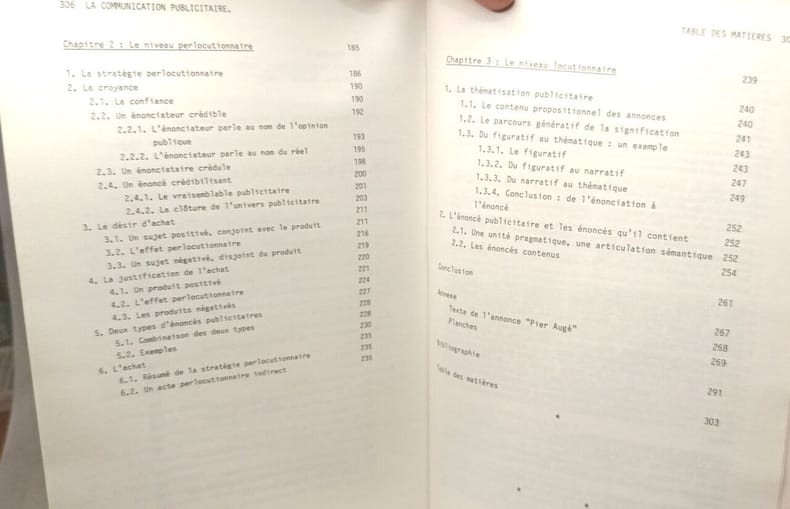 306 LA COMMUNICATION PUBLICITAIRE.
Chapitre 2 : Le niveau perlocutionnaire 185
1. La stratégie perlocutionnaire 186
2. La croyance 190
2.1. La confiance 190
2.2. Un énonciateur crédible 192
2.2.1. L'énonciateur parle au nom de l'opinion
publique 193
2.2.2. L'énonciateur parle au nom du réel 195
2.3. Un énonciataire crédule 198
2.4. Un énoncé crédibilisant 200
2.4.1. Le vraisemblable publicitaire 201
2.4.2. La clôture de l'univers publicitaire 203
3. Le désir d'achat 211
3.1. Un sujet positivé, conjoint avec le produit 211
3.2. L'effet perlocutionnaire 216
3.3. Un sujet négativé, disjoint du produit 219
4. La justification de l'achat 220
4.1. Un produit positivé 221
4.2. L'effet perlocutionnaire 224
4.3. Les produits négativés 227
5. Deux types d'énoncés publicitaires 228
5.1. Combinaison des deux types 228
5.2. Exemples 230
6. L'achat 235
6.1. Résumé de la stratégie perlocutionnaire 235
6.2. Un acte perlocutionnaire indirect 235
TABLE DES MATIERES
Chapitre 3 : Le niveau locutionnaire 239
1. La thématisation publicitaire 240
1.1. Le contenu propositionnel des annonces 240
1.2. Le parcours génératif de la signification 241
1.3. Du figuratif au thématique : un exemple 243
1.3.1. Le figuratif 243
1.3.2. Du figuratif au narratif 247
1.3.3. Du narratif au thématique 249
1.3.4. Conclusion : de l'énonciation à
l'énoncé 252
2. L'énoncé publicitaire et les énoncés qu'il contient 252
2.1. Une unité pragmatique, une articulation sémantique 252
2.2. Les énoncés contenus 254
Conclusion 261
Annexe 267
Texte de l'annonce "Pier Augé" 268
Planches 269
Bibliographie 291
Table des matières 303